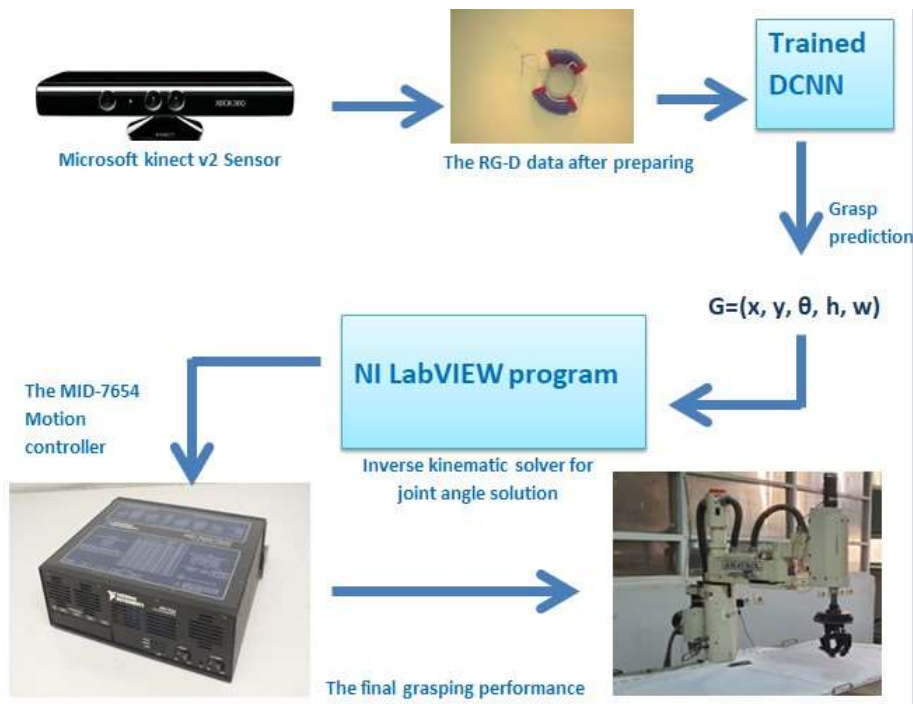 XBOX 360
KINECT
Microsoft kinect v2 Sensor
The RG-D data after preparing
Trained
DCNN
Grasp
prediction
G=(x, y, θ, h, w)
NI LabVIEW program
Inverse kinematic solver for
joint angle solution
The MID-7654
Motion
controller
The final grasping performance